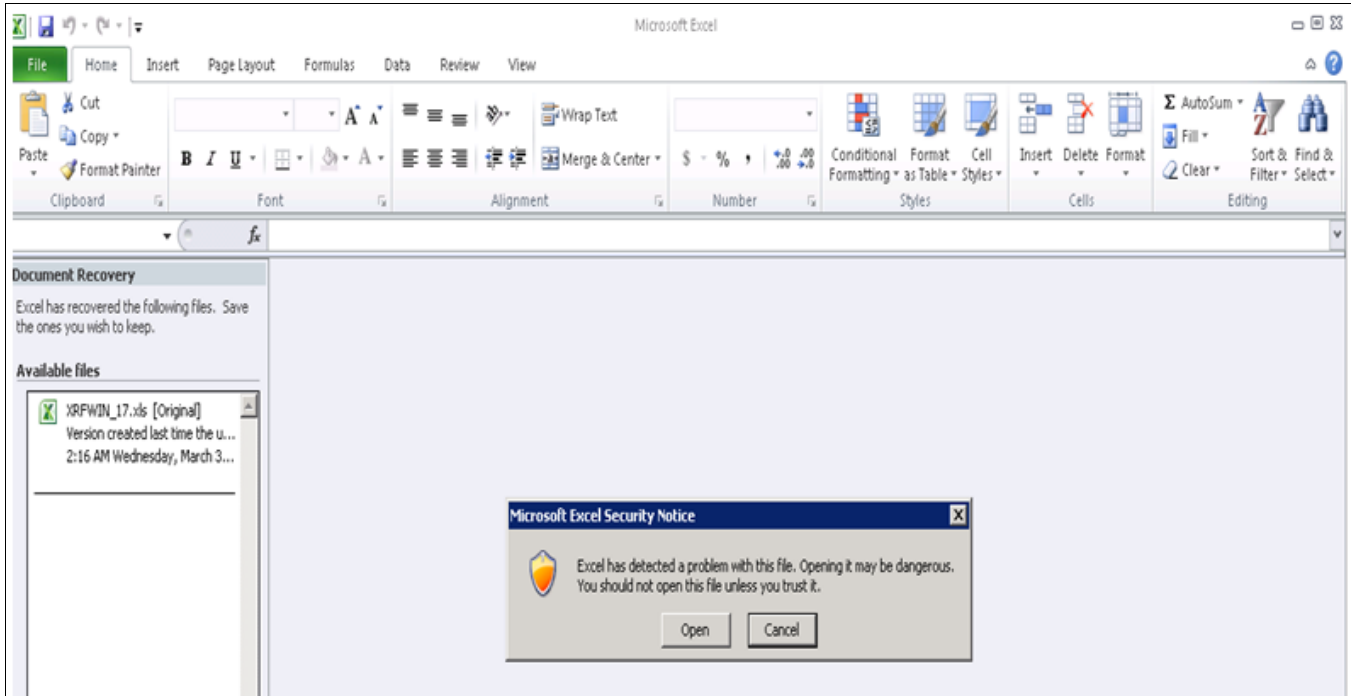 Microsoft Excel
File Home Insert Page Layout Formulas Data Review View
Cut
Copy
Paste
Format Painter
B I U A A A
Wrap Text
Merge & Center
$ % , .0 .00 .00 .0
Conditional Formatting
Format as Table
Cell Styles
Insert Delete Format
Σ AutoSum
Fill
Clear
Sort & Filter
Find & Select
Clipboard Font Alignment Number Styles Cells Editing
fx
Document Recovery
Excel has recovered the following files. Save
the ones you wish to keep.
Available files
XRFWIN_17.xls [Original]
Version created last time the u...
2:16 AM Wednesday, March 3...
Microsoft Excel Security Notice
Excel has detected a problem with this file. Opening it may be dangerous.
You should not open this file unless you trust it.
Open Cancel